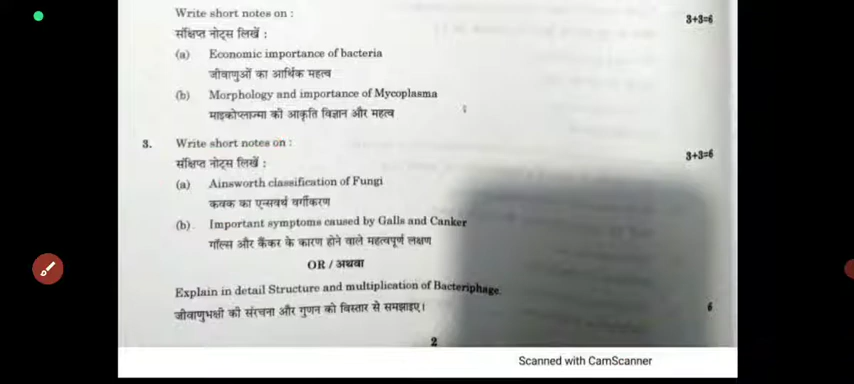 Write short notes on :
3+3=6
संक्षिप्त नोट्स लिखें :
(a) Economic importance of bacteria
जीवाणुओं का आर्थिक महत्व
(b) Morphology and importance of Mycoplasma
माइकोप्लाज्मा की आकृति विज्ञान और महत्व
3. Write short notes on :
3+3=6
संक्षिप्त नोट्स लिखें :
(a) Ainsworth classification of Fungi
कवक का एन्सवर्थ वर्गीकरण
(b) Important symptoms caused by Galls and Canker
गॉल्स और कैंकर के कारण होने वाले महत्वपूर्ण लक्षण
OR / अथवा
Explain in detail Structure and multiplication of Bacteriphage.
6
जीवाणुभक्षी की संरचना और गुणन को विस्तार से समझाइए।
2
Scanned with CamScanner